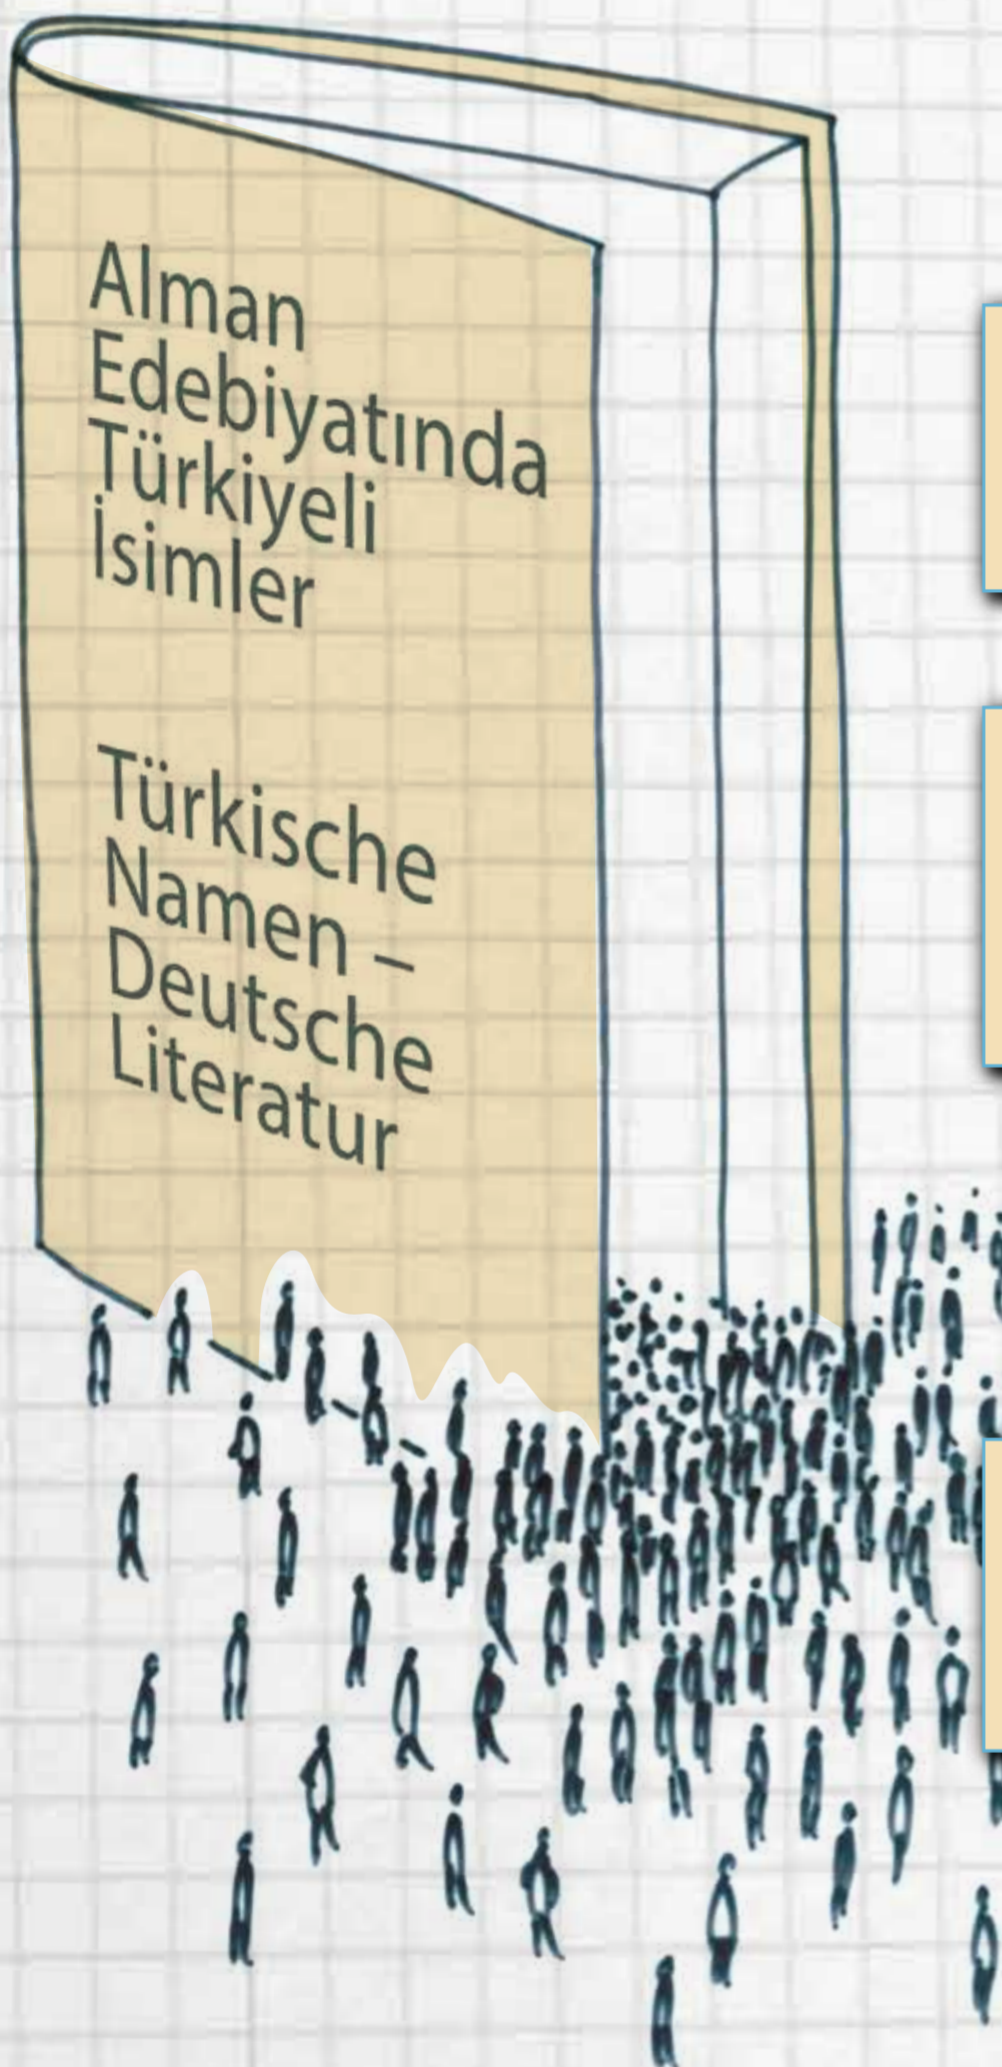 Alman
Edebiyatında
Türkiyeli
İsimler
Türkische
Namen –
Deutsche
Literatur